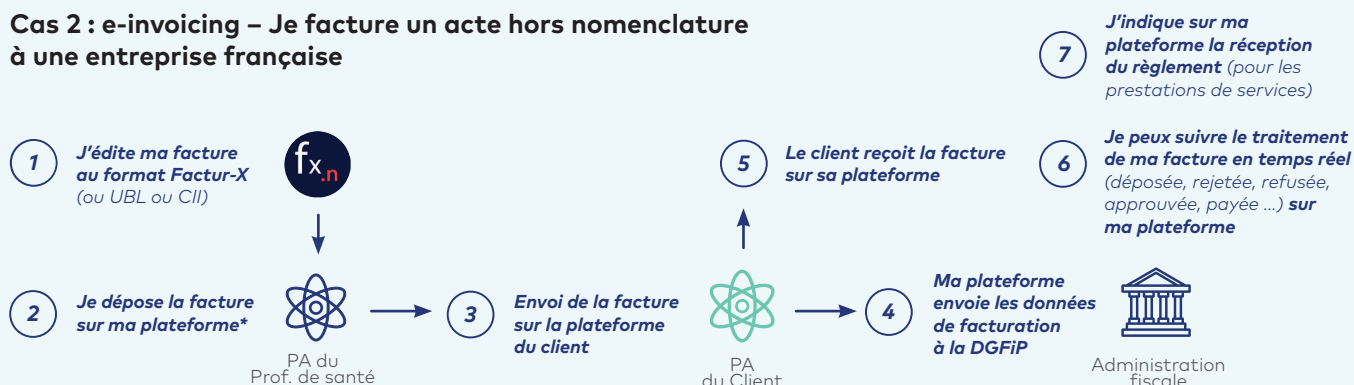 Cas 2 : e-invoicing – Je facture un acte hors nomenclature
à une entreprise française
1
J'édite ma facture
au format Factur-X
(ou UBL ou CII)
fx.n
2
Je dépose la facture
sur ma plateforme*
PA du
Prof. de santé
3
Envoi de la facture
sur la plateforme
du client
PA
du Client
4
Ma plateforme
envoie les données
de facturation
à la DGFiP
Administration
fiscale
5
Le client reçoit la facture
sur sa plateforme
6
Je peux suivre le traitement
de ma facture en temps réel
(déposée, rejetée, refusée,
approuvée, payée ...) sur
ma plateforme
7
J'indique sur ma
plateforme la réception
du règlement (pour les
prestations de services)